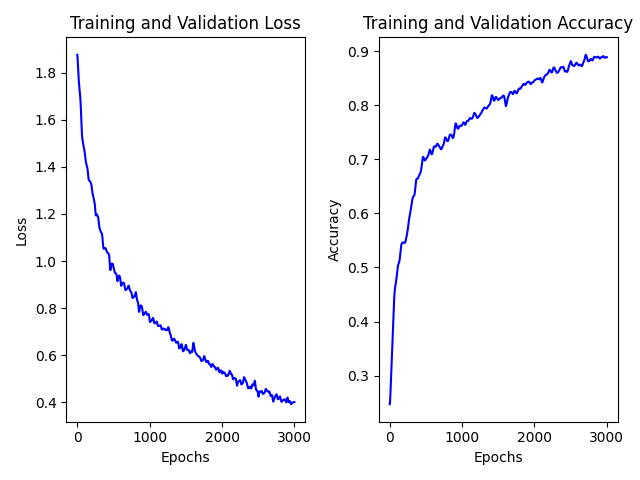 Training and Validation Loss
1.8
1.6
1.4
1.2
1.0
0.8
0.6
0.4
Loss
0 1000 2000 3000
Epochs
Training and Validation Accuracy
0.9
0.8
0.7
0.6
0.5
0.4
0.3
Accuracy
0 1000 2000 3000
Epochs